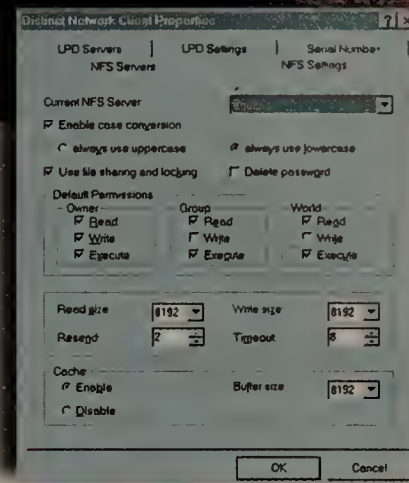 Distinct Network Client Properties
LPD Servers LPD Settings Serial Number
NFS Servers NFS Settings
Current NFS Server
Enable case conversion
always use uppercase always use lowercase
Use file sharing and locking Delete password
Default Permissions
Owner Group World
Read Read Read
Write Write Write
Execute Execute Execute
Read size 8192 Write size 8192
Resend 2 Timeout 8
Cache
Enable Buffer size 8192
Disable
OK Cancel